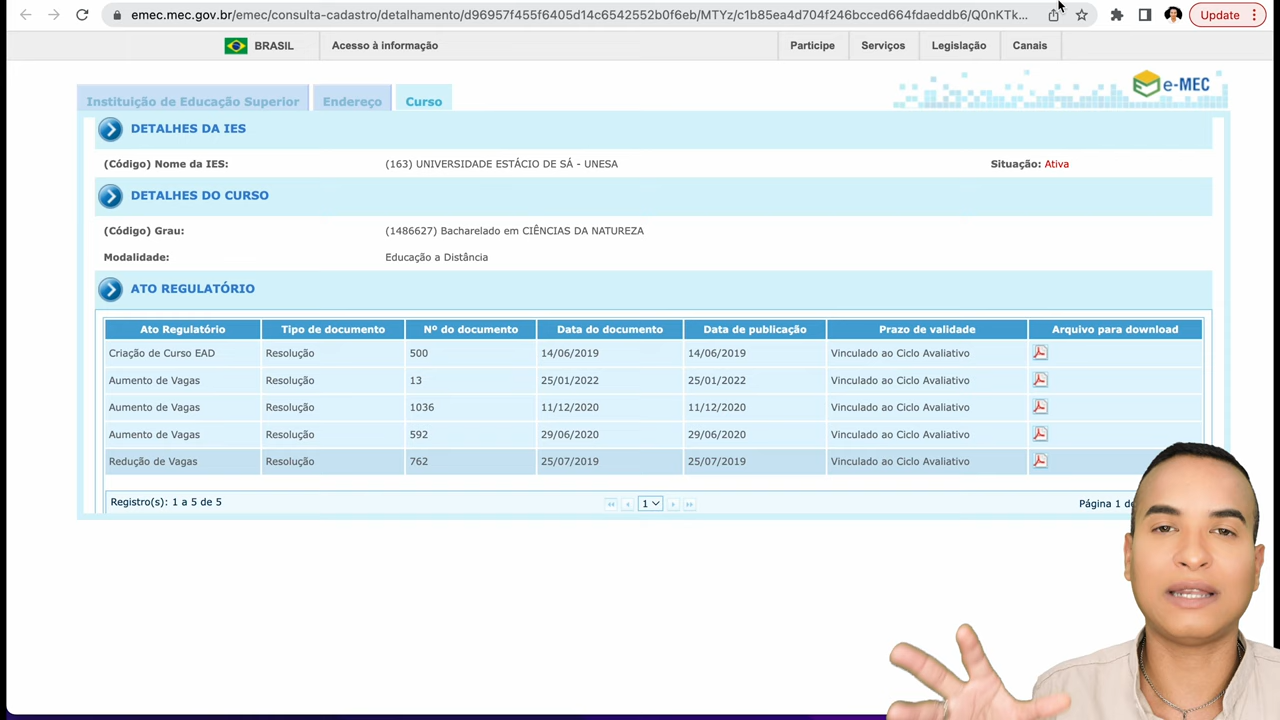 emec.mec.gov.br/emec/consulta-cadastro/detalhamento/d96957f455f6405d14c6542552b0f6eb/MTYz/c1b85ea4d704f246bcced664fdaeddb6/Q0nKTk... Update
BRASIL Acesso à informação Participe Serviços Legislação Canais
Instituição de Educação Superior Endereço Curso e-MEC
DETALHES DA IES
(Código) Nome da IES: (163) UNIVERSIDADE ESTÁCIO DE SÁ - UNESA Situação: Ativa
DETALHES DO CURSO
(Código) Grau: (1486627) Bacharelado em CIÊNCIAS DA NATUREZA
Modalidade: Educação a Distância
ATO REGULATÓRIO
Ato Regulatório Tipo de documento Nº do documento Data do documento Data de publicação Prazo de validade Arquivo para download
Criação de Curso EAD Resolução 500 14/06/2019 14/06/2019 Vinculado ao Ciclo Avaliativo
Aumento de Vagas Resolução 13 25/01/2022 25/01/2022 Vinculado ao Ciclo Avaliativo
Aumento de Vagas Resolução 1036 11/12/2020 11/12/2020 Vinculado ao Ciclo Avaliativo
Aumento de Vagas Resolução 592 29/06/2020 29/06/2020 Vinculado ao Ciclo Avaliativo
Redução de Vagas Resolução 762 25/07/2019 25/07/2019 Vinculado ao Ciclo Avaliativo
Registro(s): 1 a 5 de 5 1 Página 1